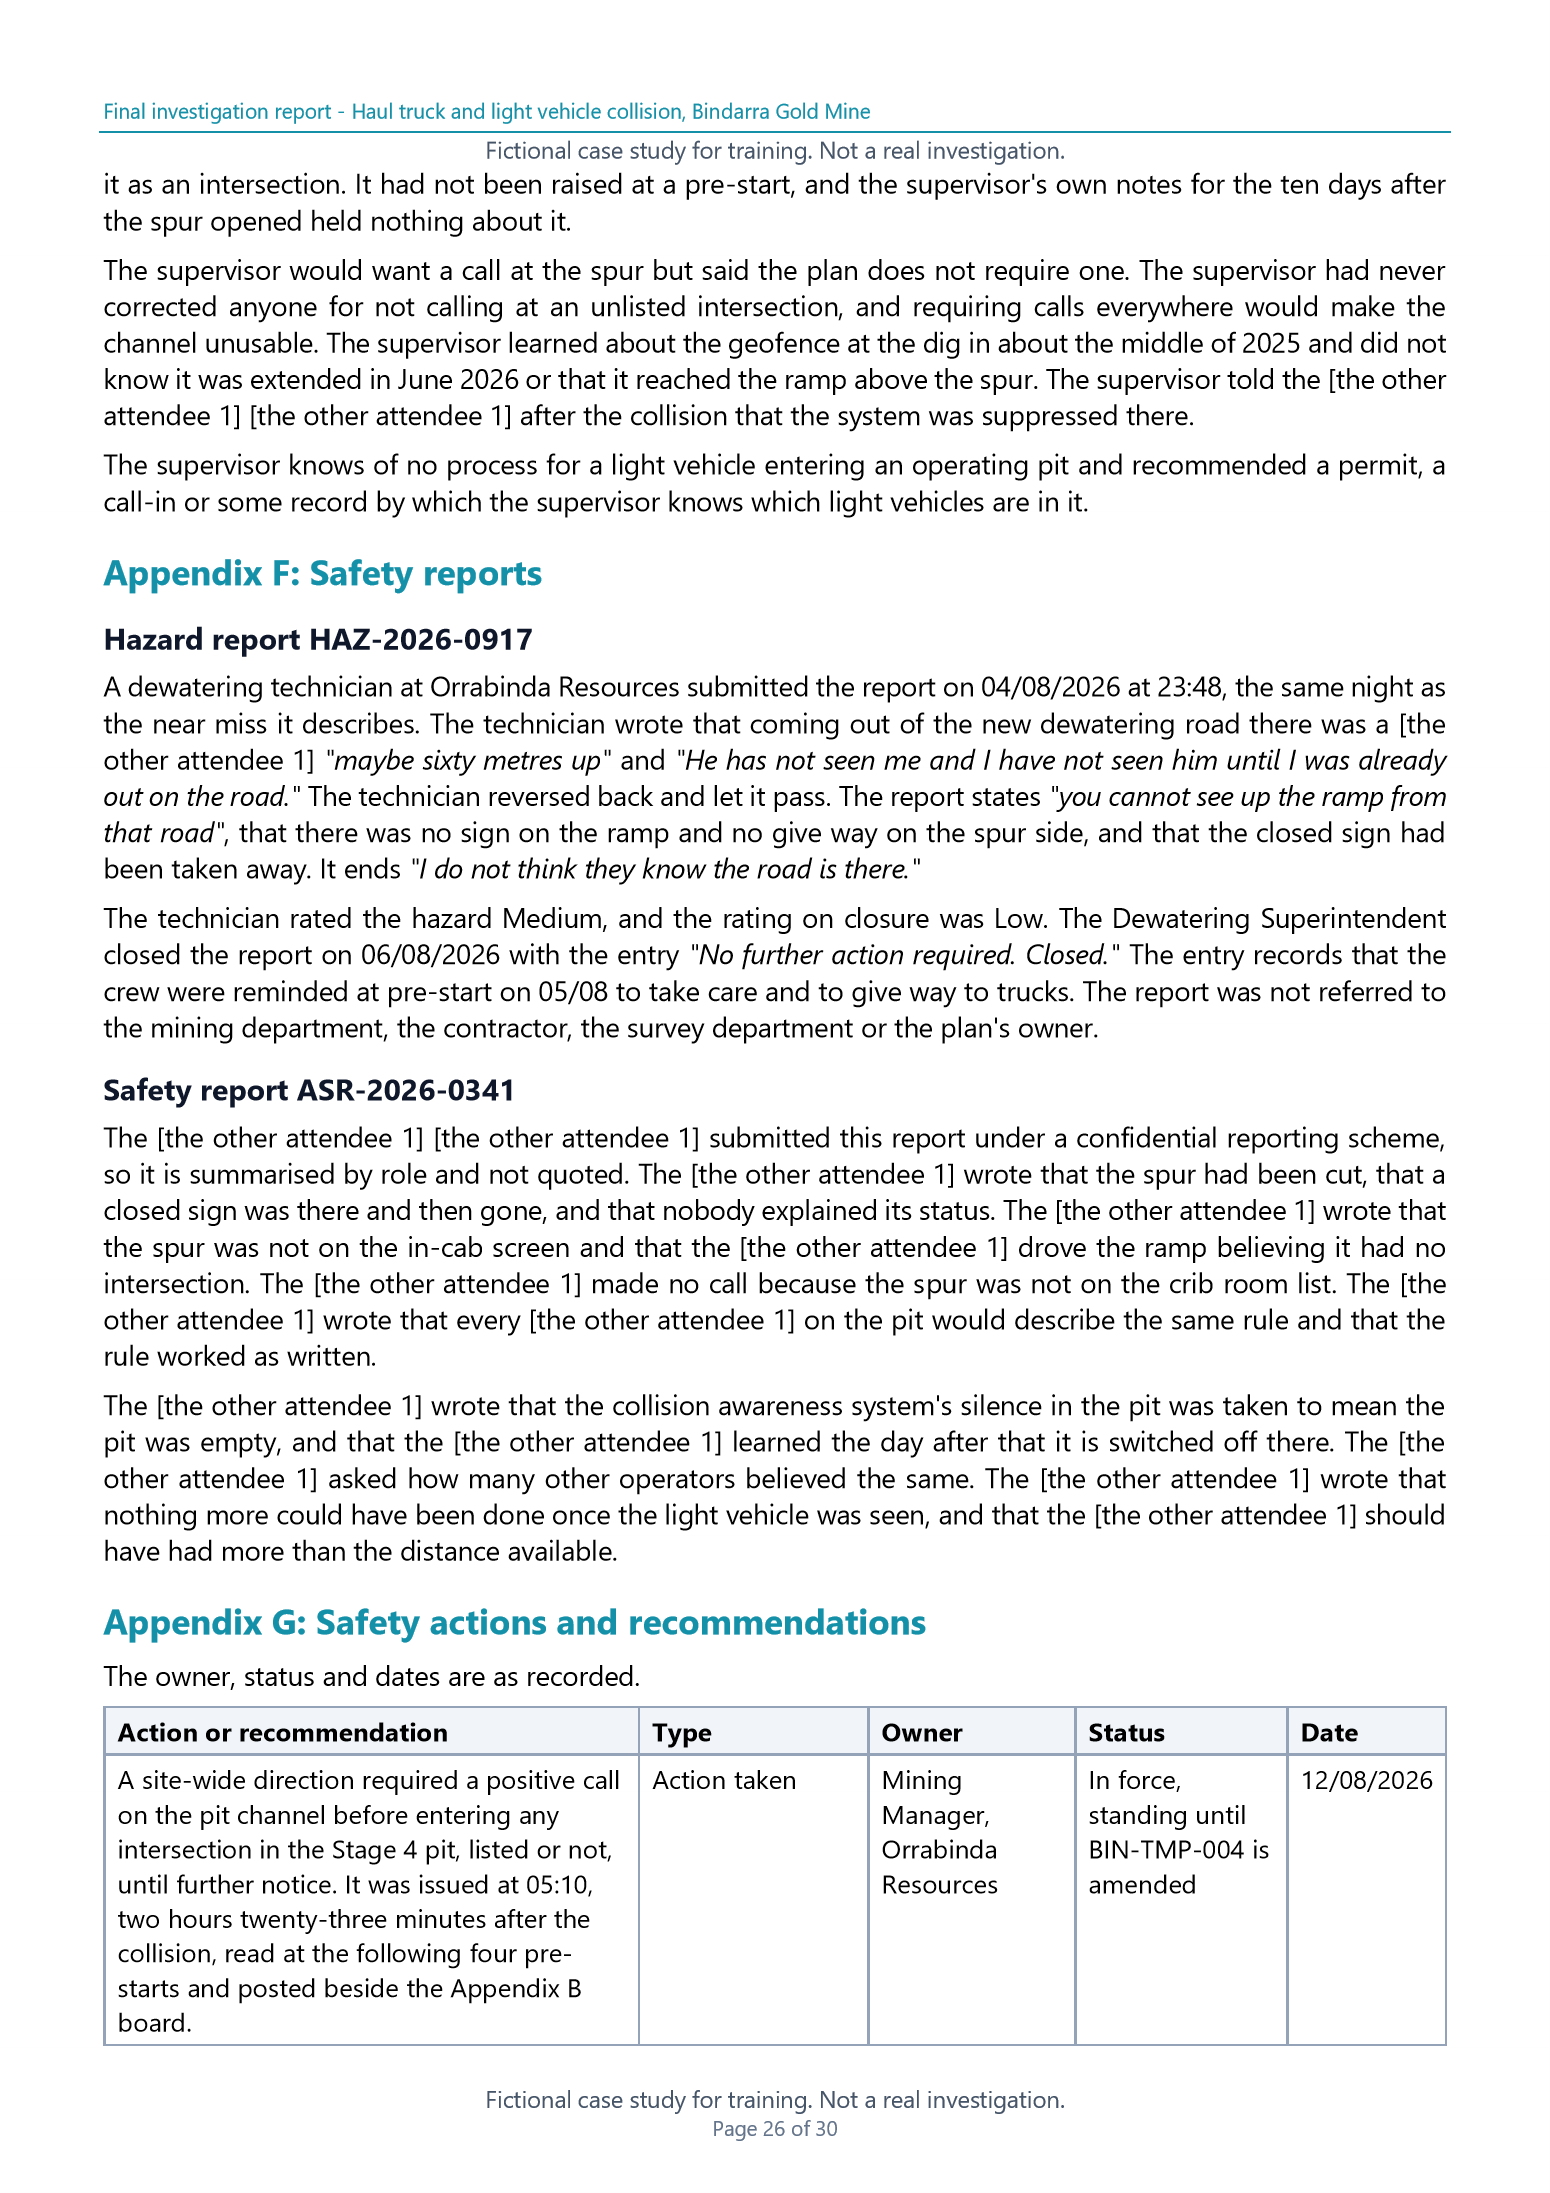 Final investigation report - Haul truck and light vehicle collision, Bindarra Gold Mine
Fictional case study for training. Not a real investigation.
it as an intersection. It had not been raised at a pre-start, and the supervisor's own notes for the ten days after
the spur opened held nothing about it.
The supervisor would want a call at the spur but said the plan does not require one. The supervisor had never
corrected anyone for not calling at an unlisted intersection, and requiring calls everywhere would make the
channel unusable. The supervisor learned about the geofence at the dig in about the middle of 2025 and did not
know it was extended in June 2026 or that it reached the ramp above the spur. The supervisor told the [the other
attendee 1] [the other attendee 1] after the collision that the system was suppressed there.
The supervisor knows of no process for a light vehicle entering an operating pit and recommended a permit, a
call-in or some record by which the supervisor knows which light vehicles are in it.
Appendix F: Safety reports
Hazard report HAZ-2026-0917
A dewatering technician at Orrabinda Resources submitted the report on 04/08/2026 at 23:48, the same night as
the near miss it describes. The technician wrote that coming out of the new dewatering road there was a [the
other attendee 1] "maybe sixty metres up" and "He has not seen me and I have not seen him until I was already
out on the road." The technician reversed back and let it pass. The report states "you cannot see up the ramp from
that road", that there was no sign on the ramp and no give way on the spur side, and that the closed sign had
been taken away. It ends "I do not think they know the road is there."
The technician rated the hazard Medium, and the rating on closure was Low. The Dewatering Superintendent
closed the report on 06/08/2026 with the entry "No further action required. Closed." The entry records that the
crew were reminded at pre-start on 05/08 to take care and to give way to trucks. The report was not referred to
the mining department, the contractor, the survey department or the plan's owner.
Safety report ASR-2026-0341
The [the other attendee 1] [the other attendee 1] submitted this report under a confidential reporting scheme,
so it is summarised by role and not quoted. The [the other attendee 1] wrote that the spur had been cut, that a
closed sign was there and then gone, and that nobody explained its status. The [the other attendee 1] wrote that
the spur was not on the in-cab screen and that the [the other attendee 1] drove the ramp believing it had no
intersection. The [the other attendee 1] made no call because the spur was not on the crib room list. The [the
other attendee 1] wrote that every [the other attendee 1] on the pit would describe the same rule and that the
rule worked as written.
The [the other attendee 1] wrote that the collision awareness system's silence in the pit was taken to mean the
pit was empty, and that the [the other attendee 1] learned the day after that it is switched off there. The [the
other attendee 1] asked how many other operators believed the same. The [the other attendee 1] wrote that
nothing more could have been done once the light vehicle was seen, and that the [the other attendee 1] should
have had more than the distance available.
Appendix G: Safety actions and recommendations
The owner, status and dates are as recorded.
Action or recommendation Type Owner Status Date
A site-wide direction required a positive call Action taken Mining In force, 12/08/2026
on the pit channel before entering any Manager, standing until
intersection in the Stage 4 pit, listed or not, Orrabinda BIN-TMP-004 is
until further notice. It was issued at 05:10, Resources amended
two hours twenty-three minutes after the
collision, read at the following four pre-
starts and posted beside the Appendix B
board.
Fictional case study for training. Not a real investigation.
Page 26 of 30